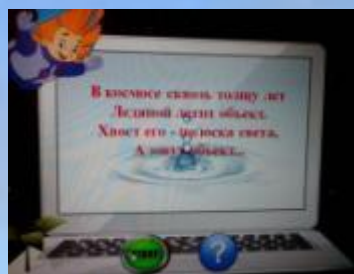 В космосе сквозь толщу лет
Ледяной летит объект.
Хвост его - полоска света,
А зовут объект...